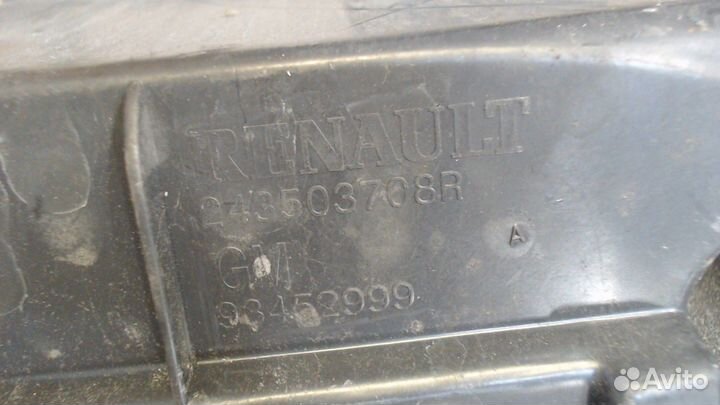 RENAULT
243503708R
A
GM
93452999
Avito